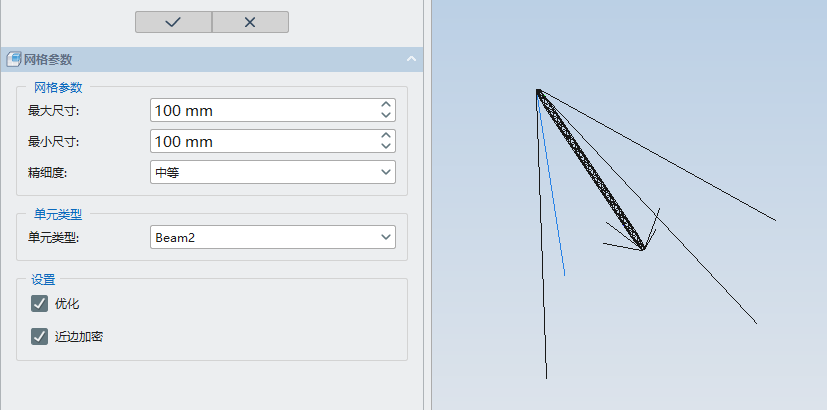 网格参数
网格参数
最大尺寸: 100 mm
最小尺寸: 100 mm
精细度: 中等
单元类型
单元类型: Beam2
设置
优化
近边加密